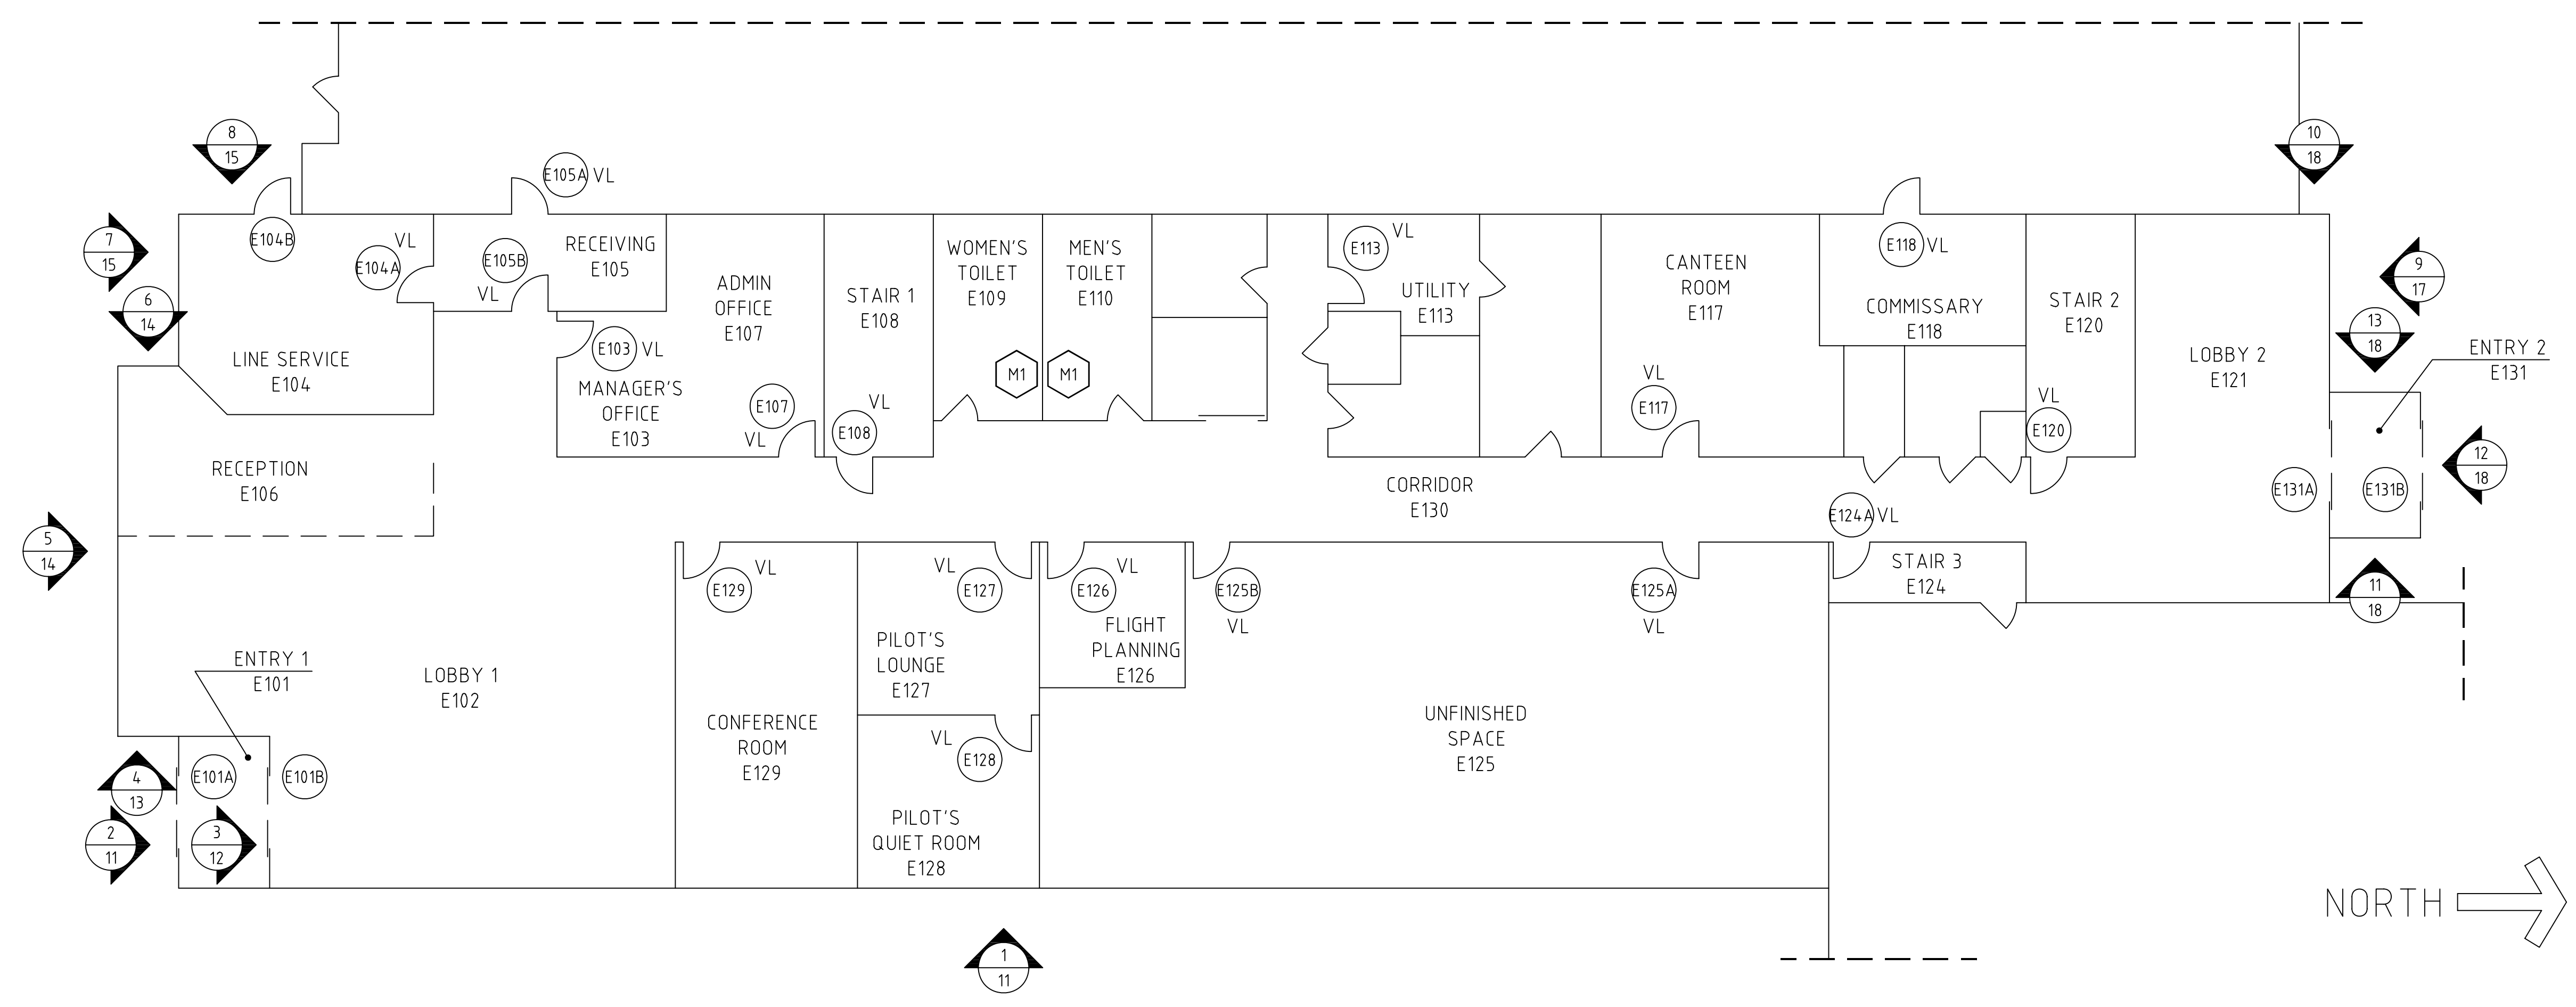 8
15
10
18
E105A VL
7
15
E104B
VL
E104A
E105B
VL
RECEIVING
E105
6
14
LINE SERVICE
E104
E103 VL
MANAGER'S
OFFICE
E103
ADMIN
OFFICE
E107
E107
VL
STAIR 1
E108
VL
E108
WOMEN'S
TOILET
E109
M1
MEN'S
TOILET
E110
M1
E113
VL
UTILITY
E113
CANTEEN
ROOM
E117
VL
E117
E118 VL
COMMISSARY
E118
STAIR 2
E120
VL
E120
LOBBY 2
E121
9
17
13
18
ENTRY 2
E131
12
18
E131A
E131B
11
18
RECEPTION
E106
5
14
CORRIDOR
E130
E124A VL
STAIR 3
E124
E129
VL
VL
E127
PILOT'S
LOUNGE
E127
VL
E126
FLIGHT
PLANNING
E126
E125B
VL
E125A
VL
ENTRY 1
E101
LOBBY 1
E102
CONFERENCE
ROOM
E129
VL
E128
PILOT'S
QUIET ROOM
E128
UNFINISHED
SPACE
E125
4
13
E101A
E101B
2
11
3
12
1
11
NORTH